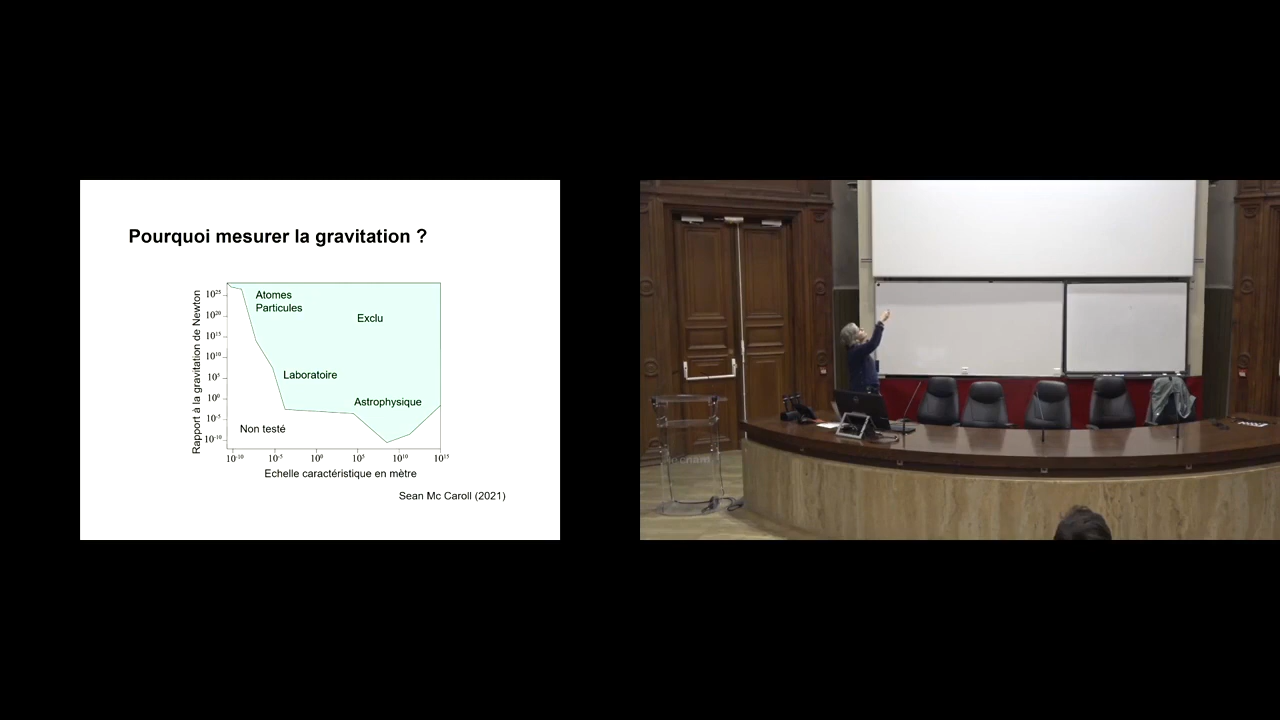 Pourquoi mesurer la gravitation ?
Rapport à la gravitation de Newton
10²⁵
10²⁰
10¹⁵
10¹⁰
10⁵
10⁰
10⁻⁵
10⁻¹⁰
Atomes
Particules
Exclu
Laboratoire
Astrophysique
Non testé
10⁻¹⁰ 10⁻⁵ 10⁰ 10⁵ 10¹⁰ 10¹⁵
Echelle caractéristique en mètre
Sean Mc Caroll (2021)
cnam